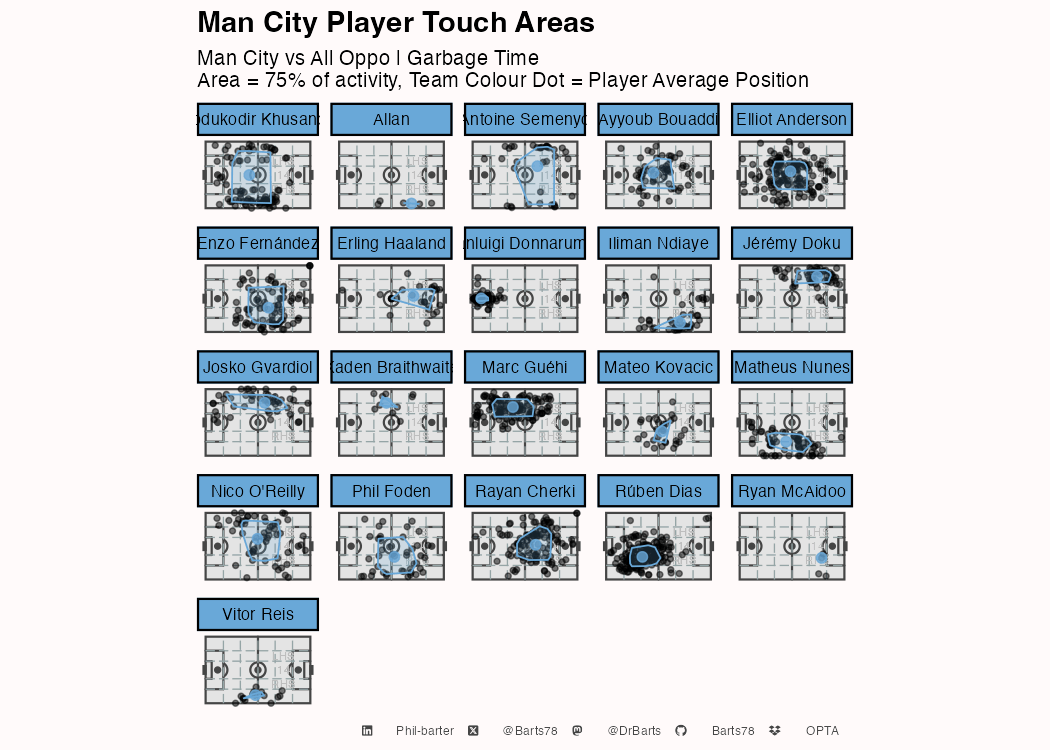 Man City Player Touch Areas
Man City vs All Oppo | Garbage Time
Area = 75% of activity, Team Colour Dot = Player Average Position
dukodir Khusan
Allan
Antoine Semenyo
Ayyoub Bouaddi
Elliot Anderson
Enzo Fernández
Erling Haaland
nluigi Donnarum
Iliman Ndiaye
Jérémy Doku
Josko Gvardiol
Kaden Braithwaite
Marc Guéhi
Mateo Kovacic
Matheus Nunes
Nico O'Reilly
Phil Foden
Rayan Cherki
Rúben Dias
Ryan McAidoo
Vitor Reis
Phil-barter @Barts78 @DrBarts Barts78 OPTA